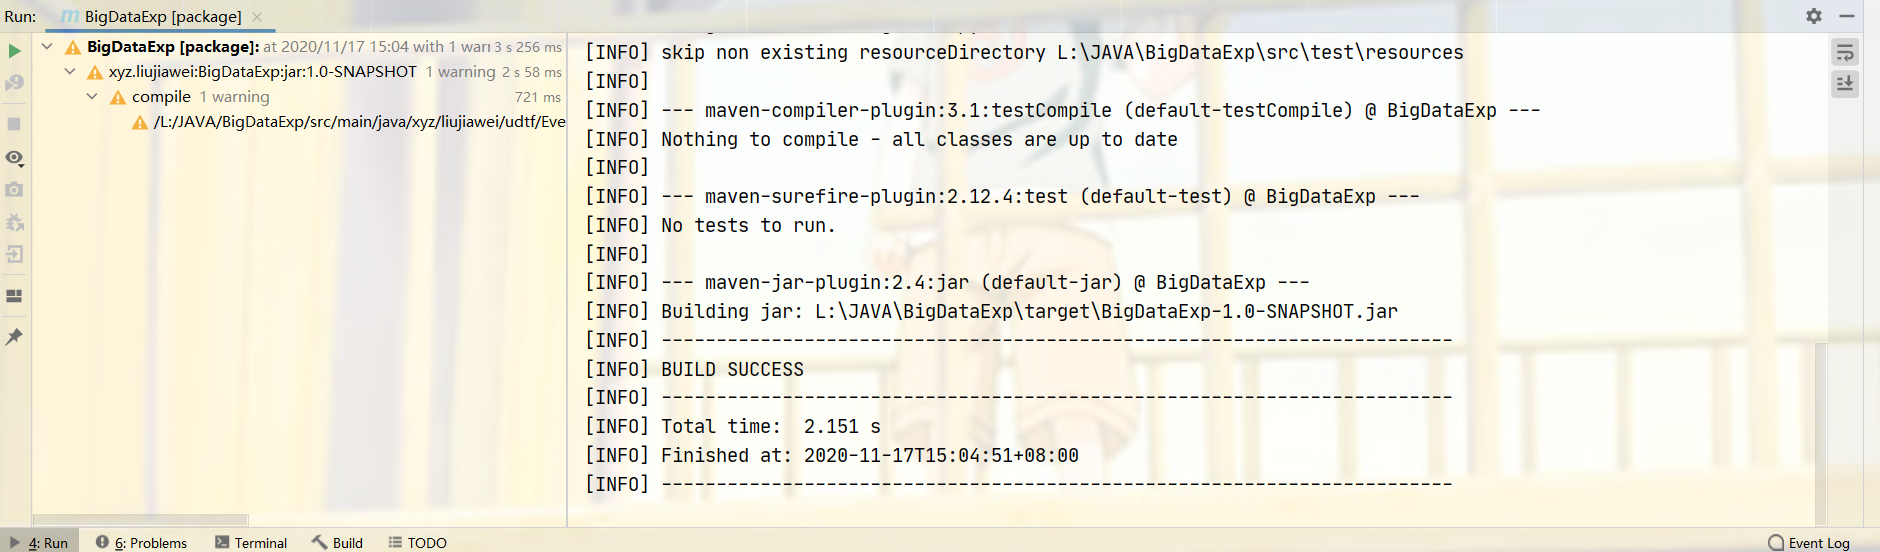 Run: m BigDataExp [package] ×
BigDataExp [package]: at 2020/11/17 15:04 with 1 warı 3 s 256 ms
xyz.liujiawei:BigDataExp:jar:1.0-SNAPSHOT 1 warning 2 s 58 ms
compile 1 warning 721 ms
/L:/JAVA/BigDataExp/src/main/java/xyz/liujiawei/udtf/Eve
[INFO] skip non existing resourceDirectory L:\JAVA\BigDataExp\src\test\resources
[INFO]
[INFO] --- maven-compiler-plugin:3.1:testCompile (default-testCompile) @ BigDataExp ---
[INFO] Nothing to compile - all classes are up to date
[INFO]
[INFO] --- maven-surefire-plugin:2.12.4:test (default-test) @ BigDataExp ---
[INFO] No tests to run.
[INFO]
[INFO] --- maven-jar-plugin:2.4:jar (default-jar) @ BigDataExp ---
[INFO] Building jar: L:\JAVA\BigDataExp\target\BigDataExp-1.0-SNAPSHOT.jar
[INFO] ------------------------------------------------------------------------
[INFO] BUILD SUCCESS
[INFO] ------------------------------------------------------------------------
[INFO] Total time:  2.151 s
[INFO] Finished at: 2020-11-17T15:04:51+08:00
[INFO] ------------------------------------------------------------------------
4: Run 6: Problems Terminal Build TODO Event Log